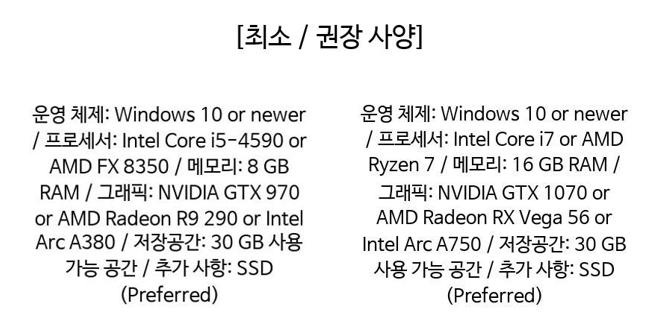 [최소 / 권장 사양]
운영 체제: Windows 10 or newer
/ 프로세서: Intel Core i5-4590 or
AMD FX 8350 / 메모리: 8 GB
RAM / 그래픽: NVIDIA GTX 970
or AMD Radeon R9 290 or Intel
Arc A380 / 저장공간: 30 GB 사용
가능 공간 / 추가 사항: SSD
(Preferred)
운영 체제: Windows 10 or newer
/ 프로세서: Intel Core i7 or AMD
Ryzen 7 / 메모리: 16 GB RAM /
그래픽: NVIDIA GTX 1070 or
AMD Radeon RX Vega 56 or
Intel Arc A750 / 저장공간: 30 GB
사용 가능 공간 / 추가 사항: SSD
(Preferred)